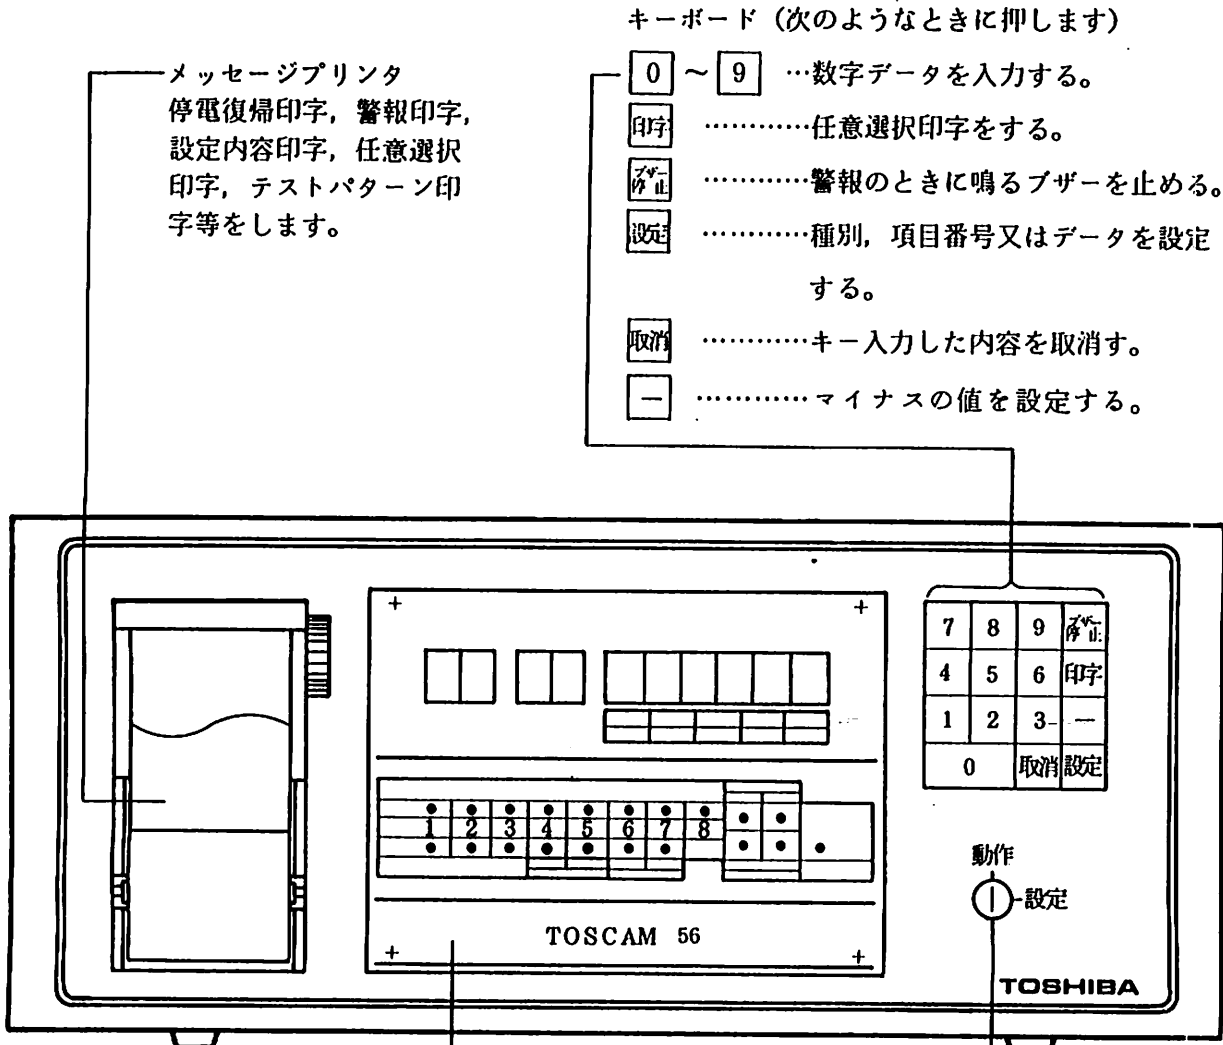 キーボード（次のようなときに押します）
0 ～ 9 …数字データを入力する。
印字 …………任意選択印字をする。
ブザー停止 …………警報のときに鳴るブザーを止める。
設定 …………種別，項目番号又はデータを設定
する。
取消 …………キー入力した内容を取消す。
－ …………マイナスの値を設定する。
メッセージプリンタ
停電復帰印字，警報印字，
設定内容印字，任意選択
印字，テストパターン印
字等をします。
7 8 9 ブザー停止
4 5 6 印字
1 2 3 －
0 取消 設定
1 2 3 4 5 6 7 8
動作
設定
TOSCAM 56
TOSHIBA